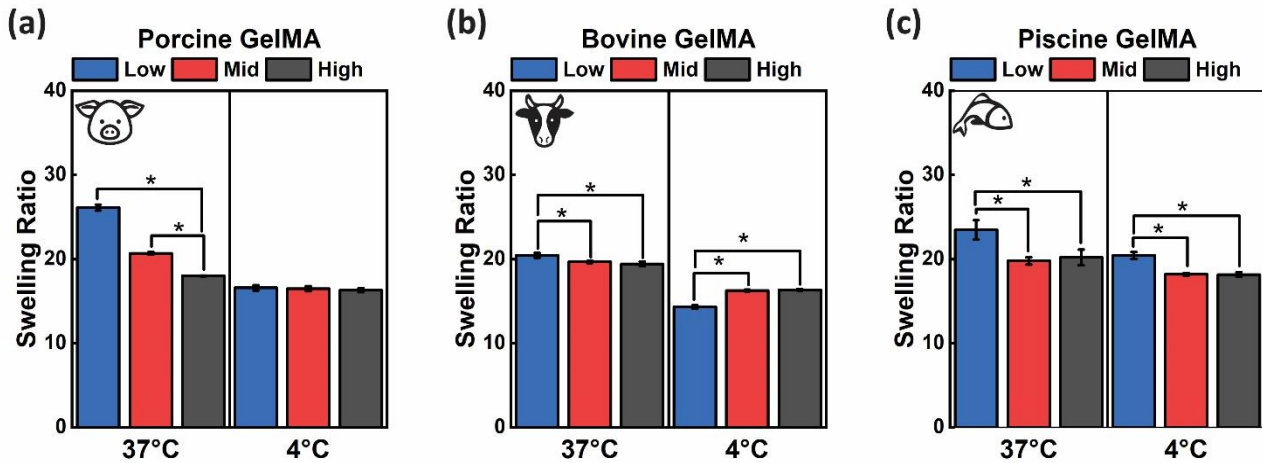 (a)
Porcine GelMA
Low Mid High
40
30
20
10
0
Swelling Ratio
*
*
37°C 4°C
(b)
Bovine GelMA
Low Mid High
40
30
20
10
0
Swelling Ratio
*
*
*
*
37°C 4°C
(c)
Piscine GelMA
Low Mid High
40
30
20
10
0
Swelling Ratio
*
*
*
*
37°C 4°C